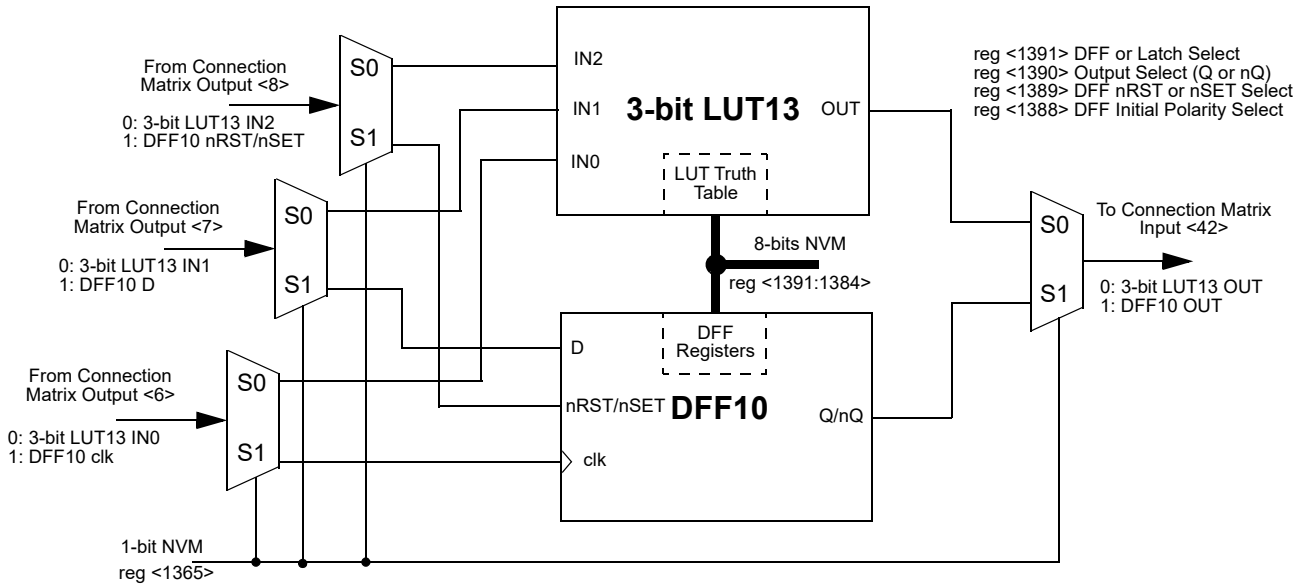 From Connection
Matrix Output <8>
0: 3-bit LUT13 IN2
1: DFF10 nRST/nSET
S0
S1
From Connection
Matrix Output <7>
0: 3-bit LUT13 IN1
1: DFF10 D
S0
S1
From Connection
Matrix Output <6>
0: 3-bit LUT13 IN0
1: DFF10 clk
S0
S1
1-bit NVM
reg <1365>
IN2
IN1
IN0
3-bit LUT13
OUT
LUT Truth
Table
8-bits NVM
reg <1391:1384>
DFF
Registers
D
nRST/nSET
clk
DFF10
Q/nQ
reg <1391> DFF or Latch Select
reg <1390> Output Select (Q or nQ)
reg <1389> DFF nRST or nSET Select
reg <1388> DFF Initial Polarity Select
S0
S1
To Connection Matrix
Input <42>
0: 3-bit LUT13 OUT
1: DFF10 OUT